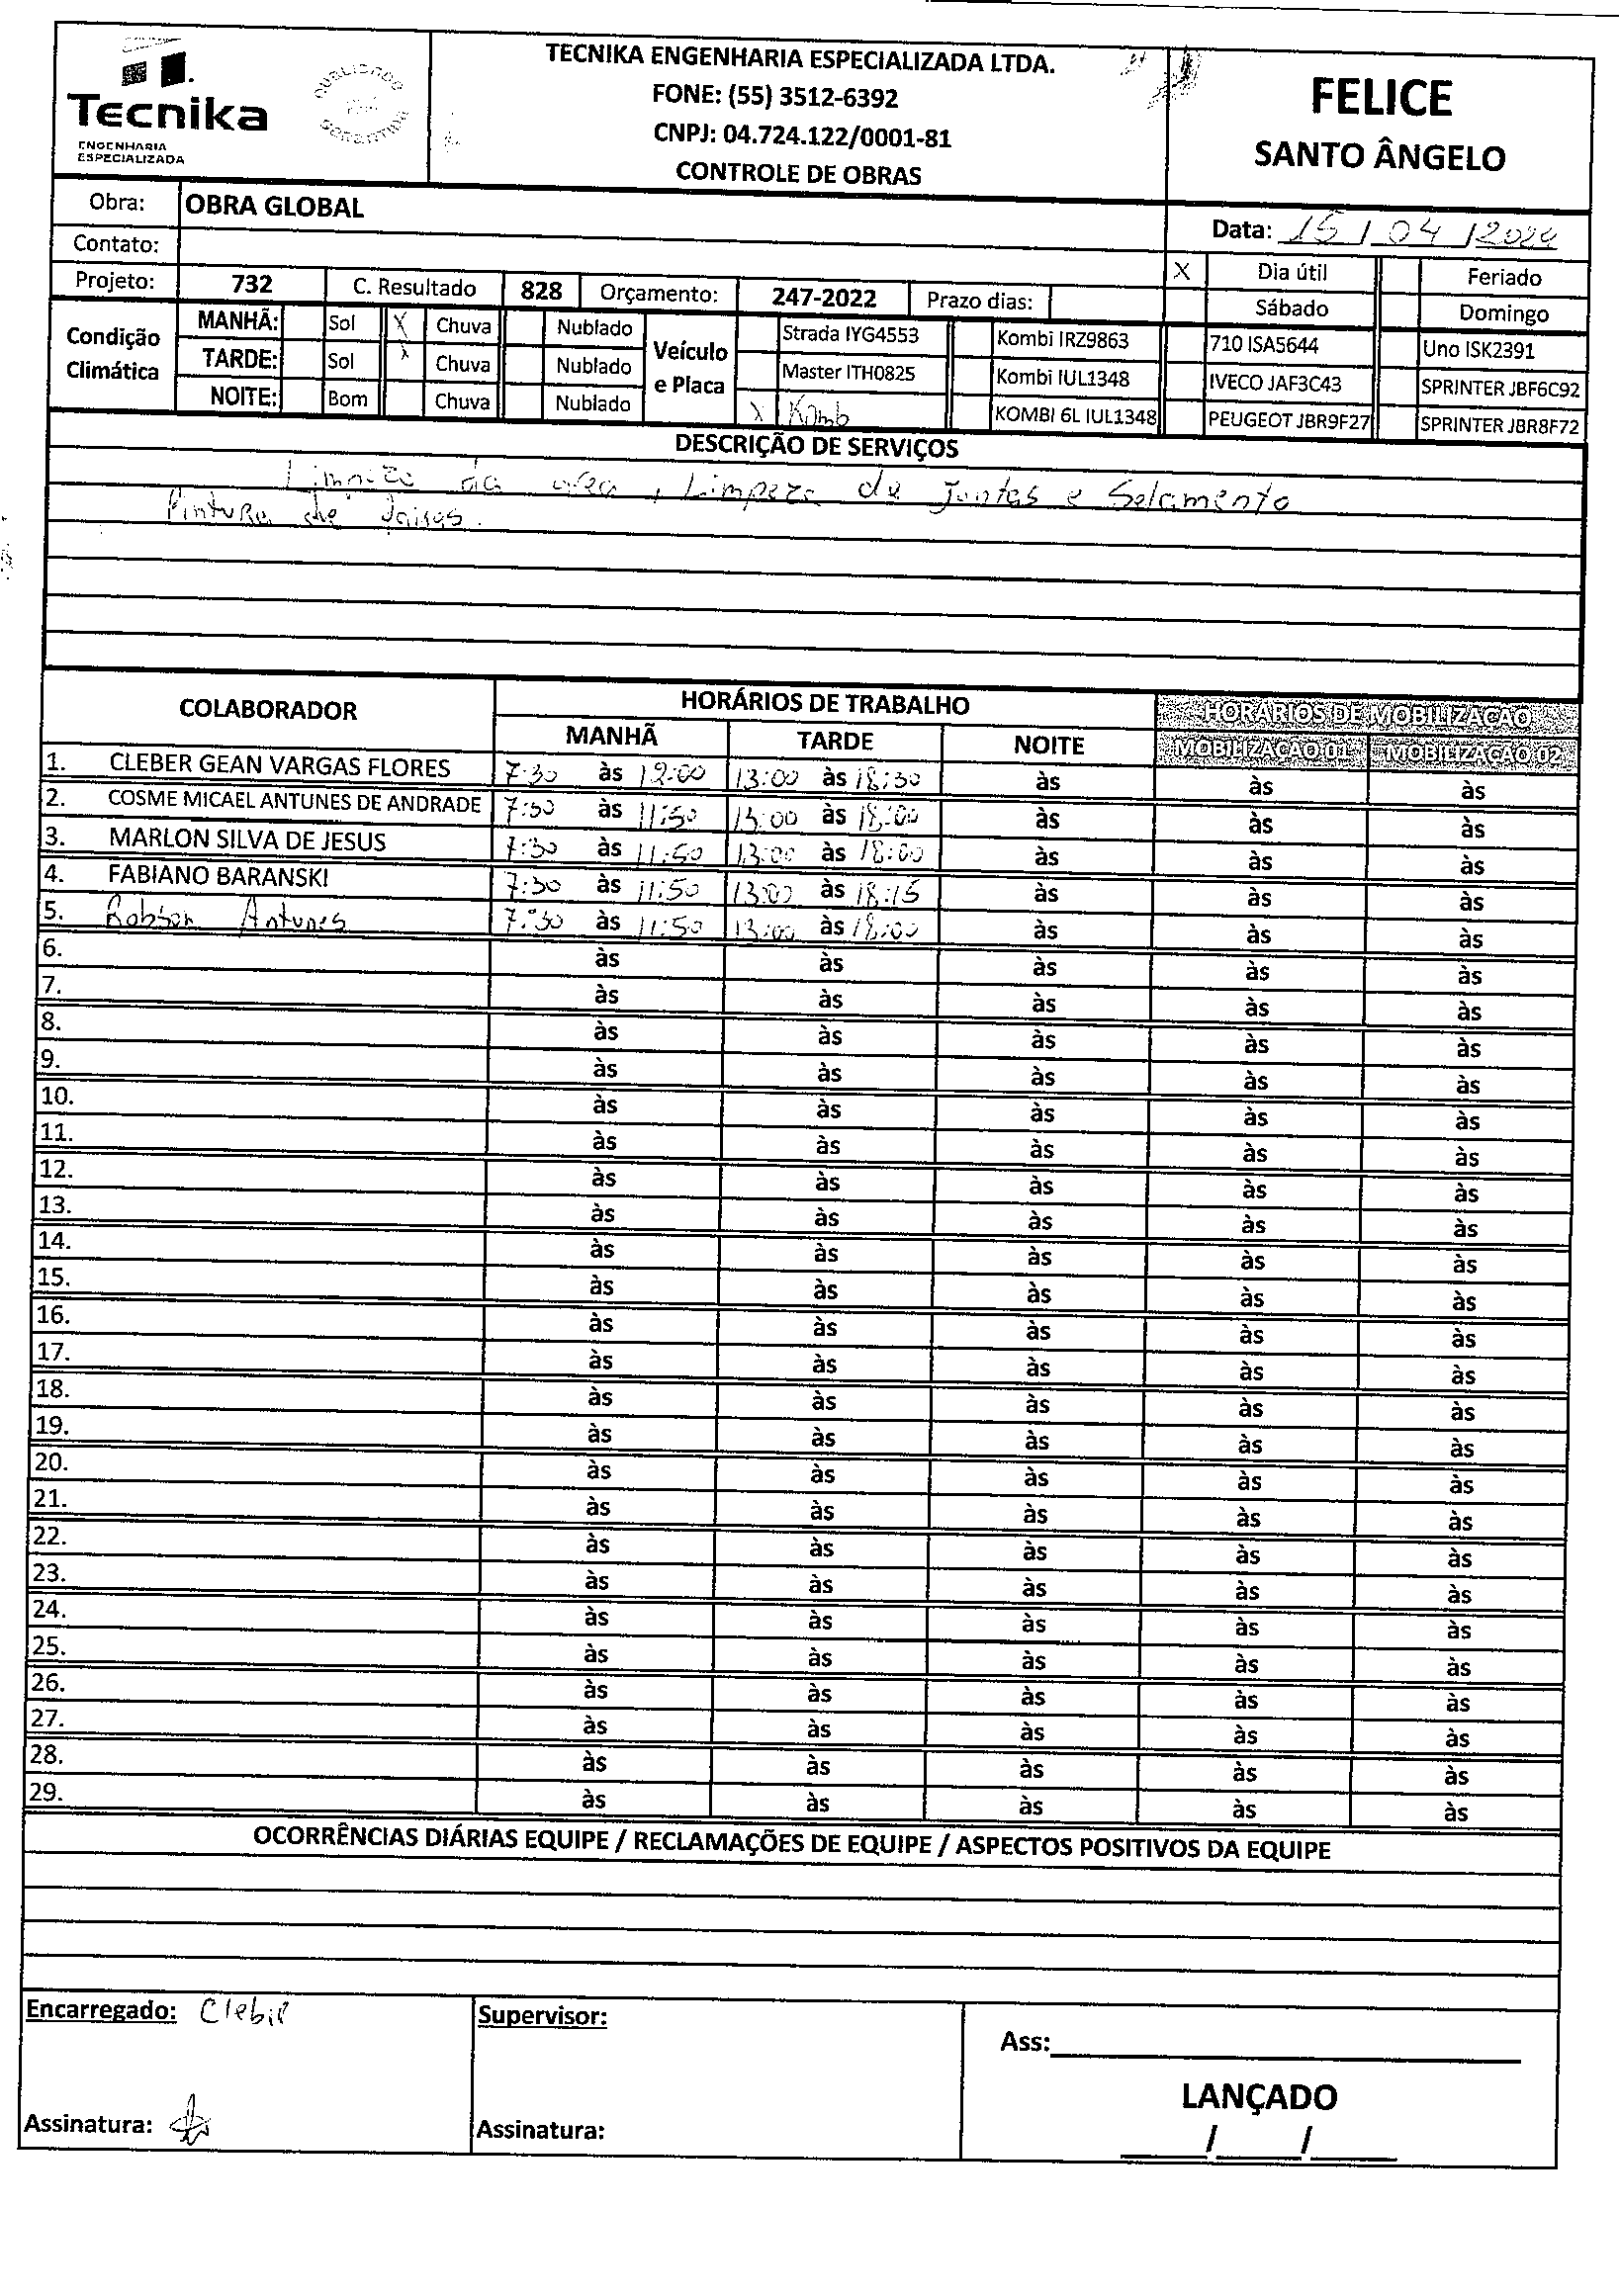 Tecnika
ENGENHARIA
ESPECIALIZADA
QUALIDADE
GARANTIDA
TECNIKA ENGENHARIA ESPECIALIZADA LTDA.
FONE: (55) 3512-6392
CNPJ: 04.724.122/0001-81
CONTROLE DE OBRAS
FELICE
SANTO ÂNGELO
Obra: OBRA GLOBAL
Data: 15 / 04 / 2024
Contato:
X Dia útil Feriado
Projeto: 732 C. Resultado 828 Orçamento: 247-2022 Prazo dias: Sábado Domingo
Condição Climática
MANHÃ: Sol X Chuva Nublado
TARDE: Sol x Chuva Nublado
NOITE: Bom Chuva Nublado
Veículo e Placa
Strada IYG4553 Kombi IRZ9863 710 ISA5644 Uno ISK2391
Master ITH0825 Kombi IUL1348 IVECO JAF3C43 SPRINTER JBF6C92
X Komb KOMBI 6L IUL1348 PEUGEOT JBR9F27 SPRINTER JBR8F72
DESCRIÇÃO DE SERVIÇOS
Limpeza da area, Limpeza de juntas e Selamento
Pintura de
COLABORADOR HORÁRIOS DE TRABALHO HORÁRIOS DE MOBILIZAÇÃO
MANHÃ TARDE NOITE MOBILIZAÇÃO 01 MOBILIZAÇÃO 02
1. CLEBER GEAN VARGAS FLORES 7:30 às 12:00 13:00 às 18:30 às às às
2. COSME MICAEL ANTUNES DE ANDRADE 7:30 às 11:50 13:00 às 18:00 às às às
3. MARLON SILVA DE JESUS 7:30 às 11:50 13:00 às 18:00 às às às
4. FABIANO BARANSKI 7:30 às 11:50 13:00 às 18:15 às às às
5. Robson Antunes 7:30 às 11:50 13:00 às 18:00 às às às
6. às às às às às
7. às às às às às
8. às às às às às
9. às às às às às
10. às às às às às
11. às às às às às
12. às às às às às
13. às às às às às
14. às às às às às
15. às às às às às
16. às às às às às
17. às às às às às
18. às às às às às
19. às às às às às
20. às às às às às
21. às às às às às
22. às às às às às
23. às às às às às
24. às às às às às
25. às às às às às
26. às às às às às
27. às às às às às
28. às às às às às
29. às às às às às
OCORRÊNCIAS DIÁRIAS EQUIPE / RECLAMAÇÕES DE EQUIPE / ASPECTOS POSITIVOS DA EQUIPE
Encarregado: Clebir
Supervisor:
Ass:
LANÇADO
/ /
Assinatura:
Assinatura: